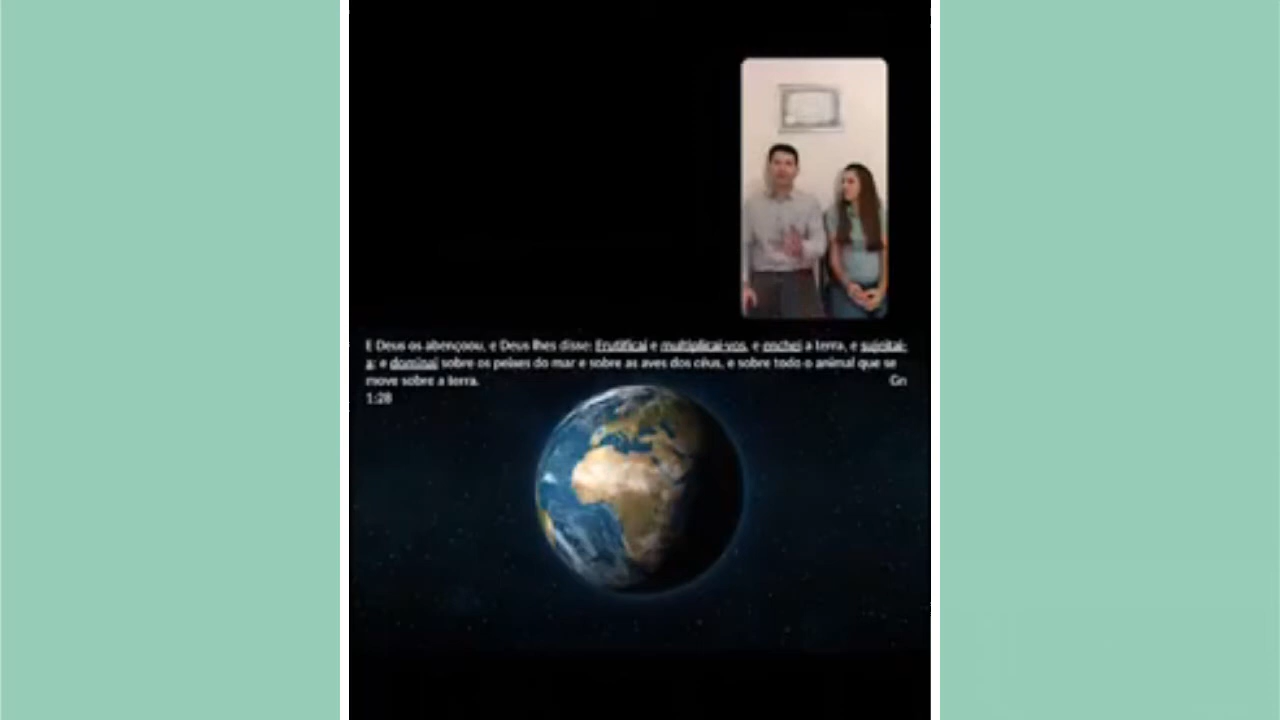 E Deus os abençoou, e Deus lhes disse: Frutificai e multiplicai-vos, e enchei a terra, e sujeitai-
a; e dominai sobre os peixes do mar e sobre as aves dos céus, e sobre todo o animal que se
move sobre a terra. Gn
1:28